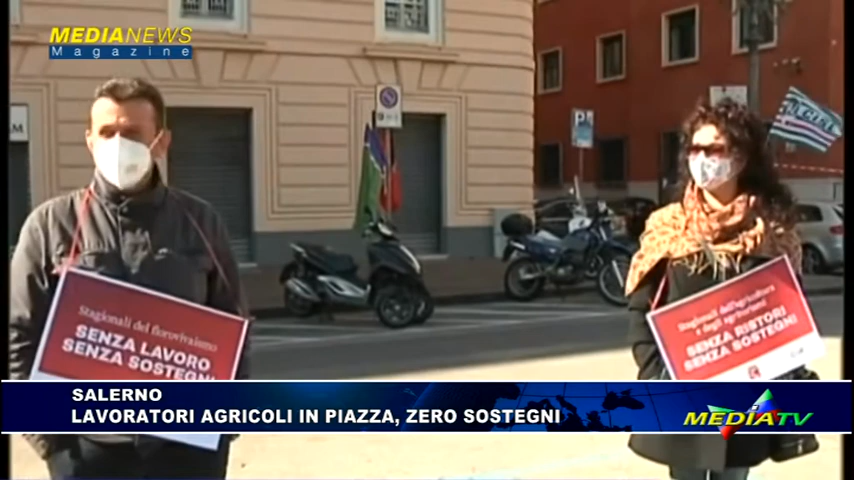 MEDIANEWS
Magazine
Stagionali del florovivaismo
SENZA LAVORO
SENZA SOSTEGNI
Stagionali dell'agricoltura
e degli agriturismi
SENZA RISTORI
SENZA SOSTEGNI
SALERNO
LAVORATORI AGRICOLI IN PIAZZA, ZERO SOSTEGNI
MEDIATV